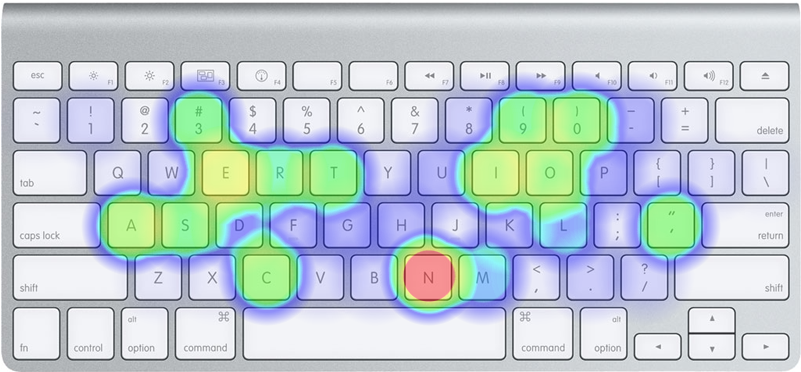 esc F1 F2 F3 F4 F5 F6 F7 F8 F9 F10 F11 F12
~ ! @ # $ % ^ & * ( ) — +
` 1 2 3 4 5 6 7 8 9 0 - = delete
tab Q W E R T Y U I O P { [ } ] | \
caps lock A S D F G H J K L : ; " ' enter return
shift Z X C V B N M < , > . ? / shift
fn control alt option ⌘ command ⌘ command alt option